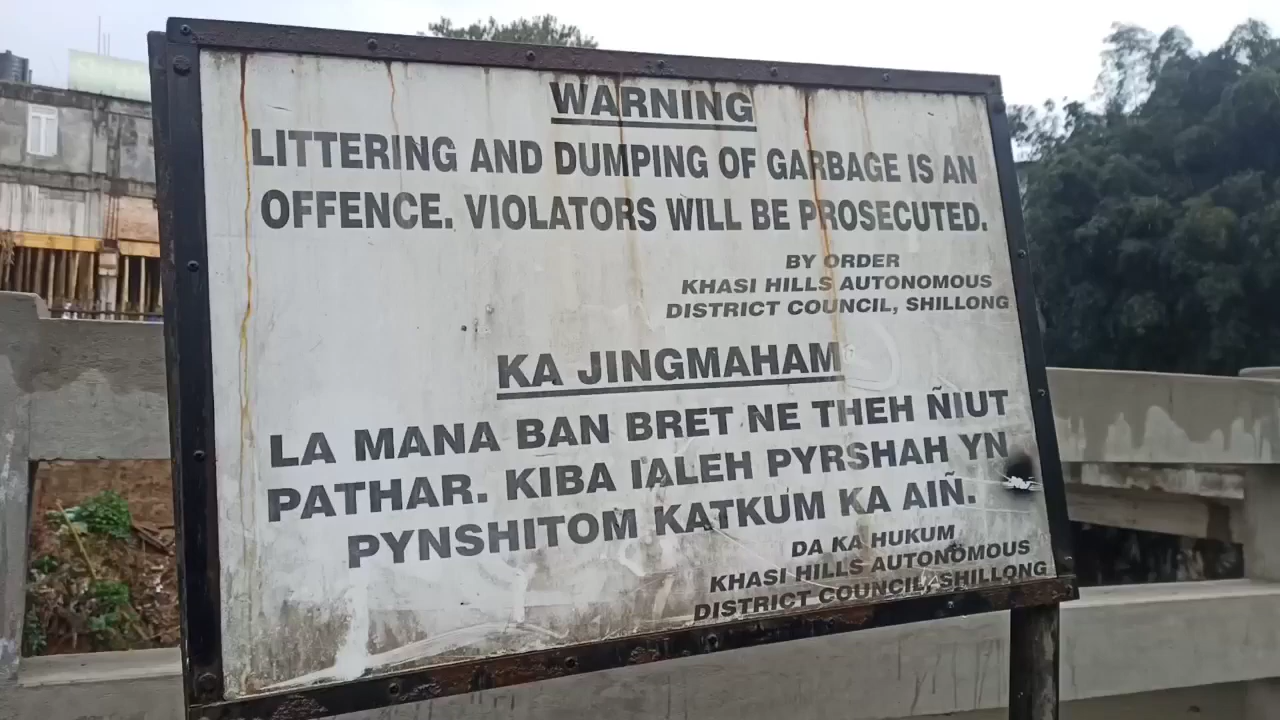 WARNING
LITTERING AND DUMPING OF GARBAGE IS AN
OFFENCE. VIOLATORS WILL BE PROSECUTED.
BY ORDER
KHASI HILLS AUTONOMOUS
DISTRICT COUNCIL, SHILLONG
KA JINGMAHAM
LA MANA BAN BRET NE THEH ÑIUT
PATHAR. KIBA IALEH PYRSHAH YN
PYNSHITOM KATKUM KA AIÑ.
DA KA HUKUM
KHASI HILLS AUTONOMOUS
DISTRICT COUNCIL, SHILLONG